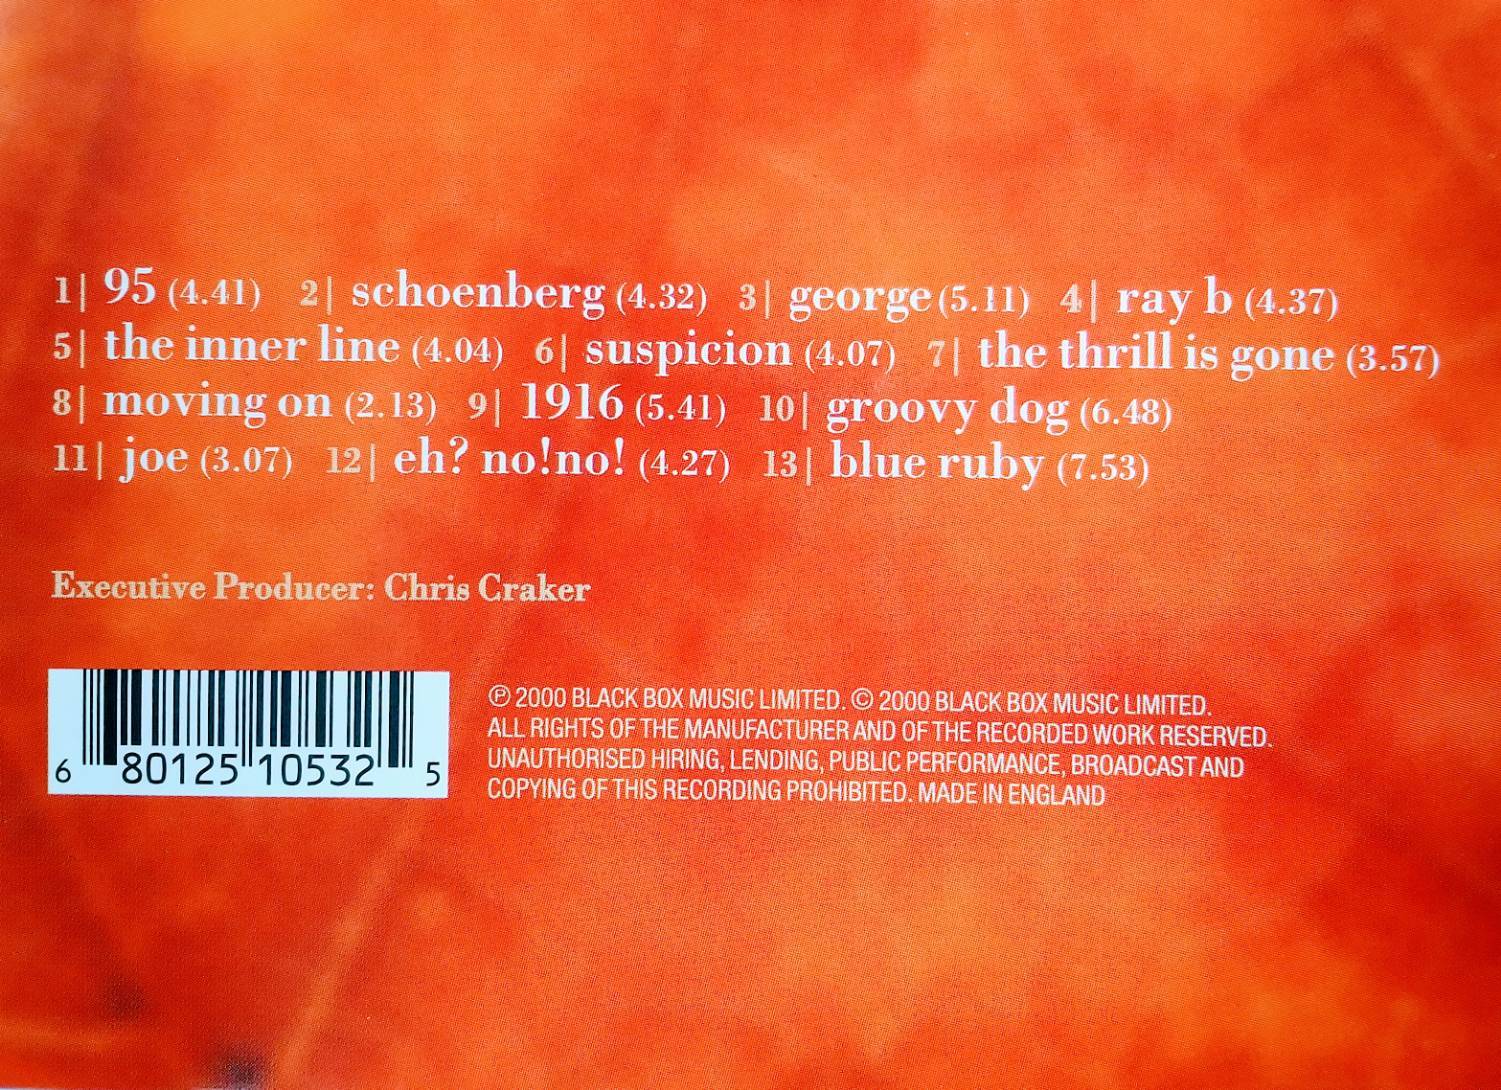 1| 95 (4.41) 2| schoenberg (4.32) 3| george (5.11) 4| ray b (4.37)
5| the inner line (4.04) 6| suspicion (4.07) 7| the thrill is gone (3.57)
8| moving on (2.13) 9| 1916 (5.41) 10| groovy dog (6.48)
11| joe (3.07) 12| eh? no!no! (4.27) 13| blue ruby (7.53)
Executive Producer: Chris Craker
6 80125 10532 5
℗ 2000 BLACK BOX MUSIC LIMITED. © 2000 BLACK BOX MUSIC LIMITED.
ALL RIGHTS OF THE MANUFACTURER AND OF THE RECORDED WORK RESERVED.
UNAUTHORISED HIRING, LENDING, PUBLIC PERFORMANCE, BROADCAST AND
COPYING OF THIS RECORDING PROHIBITED. MADE IN ENGLAND